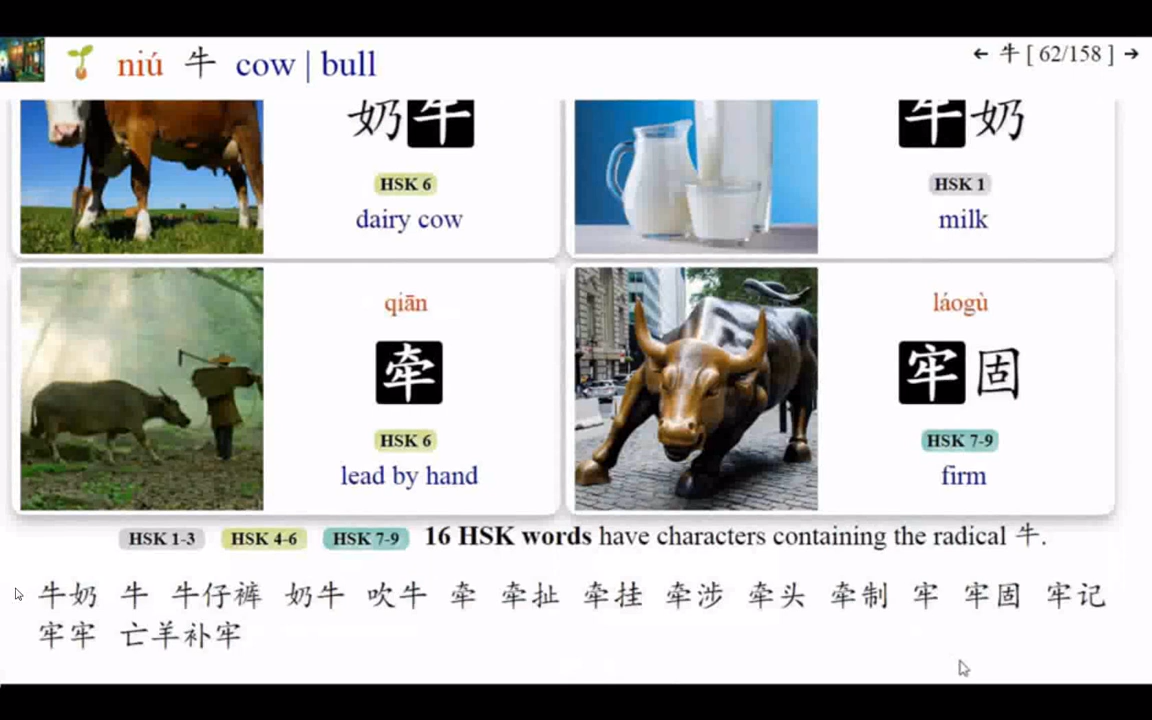 niú 牛 cow | bull
← 牛 [ 62/158 ] →
奶牛
HSK 6
dairy cow
牛奶
HSK 1
milk
qiān
牵
HSK 6
lead by hand
láogù
牢固
HSK 7-9
firm
HSK 1-3 HSK 4-6 HSK 7-9 16 HSK words have characters containing the radical 牛.
牛奶 牛 牛仔裤 奶牛 吹牛 牵 牵扯 牵挂 牵涉 牵头 牵制 牢 牢固 牢记
牢牢 亡羊补牢